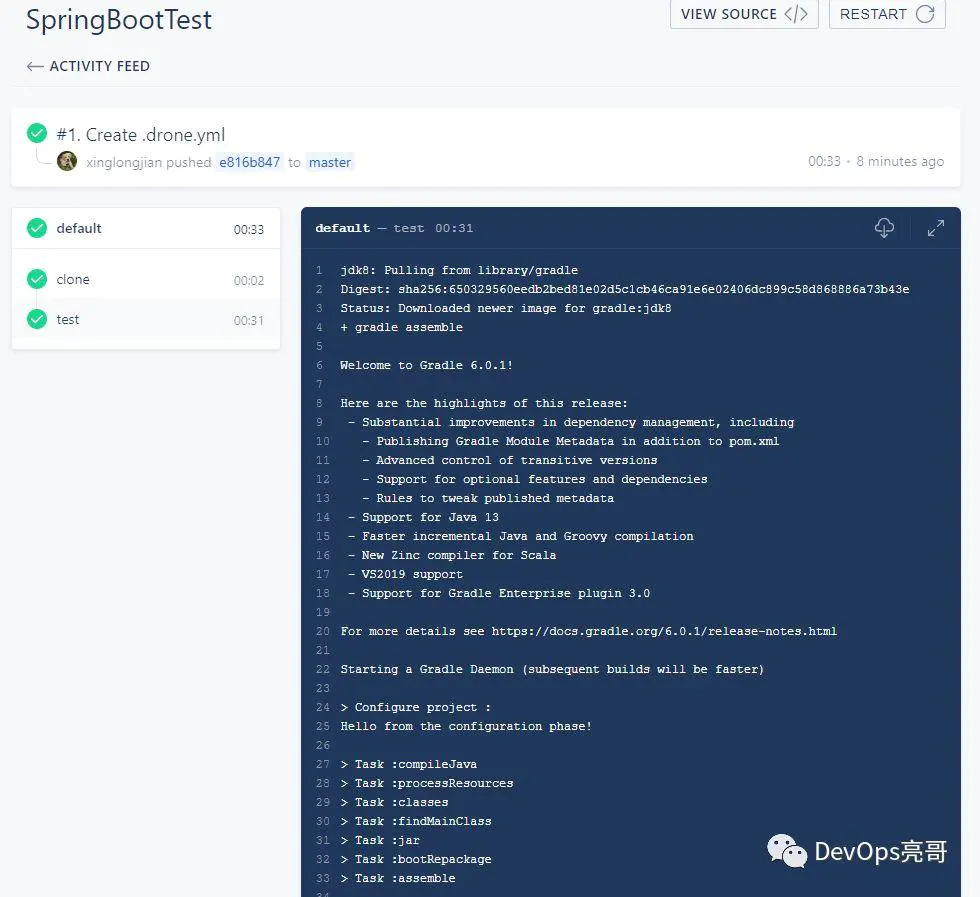 SpringBootTest
VIEW SOURCE </>
RESTART
← ACTIVITY FEED
#1. Create .drone.yml
xinglongjian pushed e816b847 to master
00:33 • 8 minutes ago
default 00:33
clone 00:02
test 00:31
default — test 00:31
1 jdk8: Pulling from library/gradle
2 Digest: sha256:650329560eedb2bed81e02d5c1cb46ca91e6e02406dc899c58d868886a73b43e
3 Status: Downloaded newer image for gradle:jdk8
4 + gradle assemble
5
6 Welcome to Gradle 6.0.1!
7
8 Here are the highlights of this release:
9 - Substantial improvements in dependency management, including
10 - Publishing Gradle Module Metadata in addition to pom.xml
11 - Advanced control of transitive versions
12 - Support for optional features and dependencies
13 - Rules to tweak published metadata
14 - Support for Java 13
15 - Faster incremental Java and Groovy compilation
16 - New Zinc compiler for Scala
17 - VS2019 support
18 - Support for Gradle Enterprise plugin 3.0
19
20 For more details see https://docs.gradle.org/6.0.1/release-notes.html
21
22 Starting a Gradle Daemon (subsequent builds will be faster)
23
24 > Configure project :
25 Hello from the configuration phase!
26
27 > Task :compileJava
28 > Task :processResources
29 > Task :classes
30 > Task :findMainClass
31 > Task :jar
32 > Task :bootRepackage
33 > Task :assemble
34
DevOps亮哥